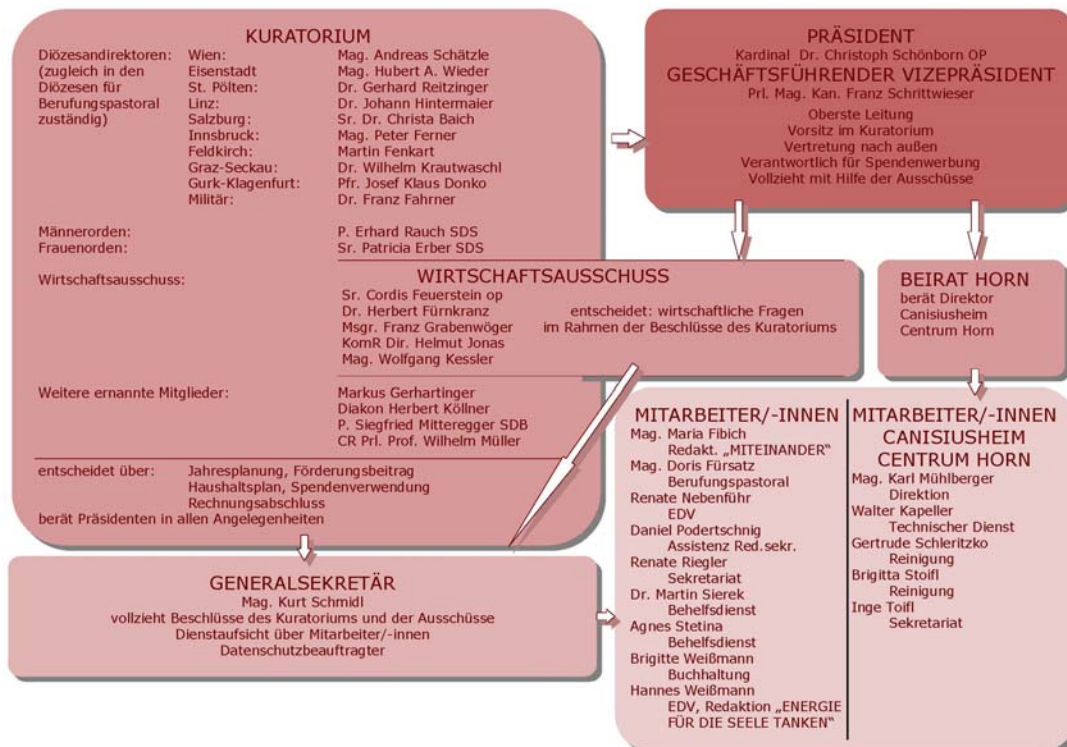 KURATORIUM
Diözesandirektoren: Wien: Mag. Andreas Schätzle
(zugleich in den Eisenstadt Mag. Hubert A. Wieder
Diözesen für St. Pölten: Dr. Gerhard Reitzinger
Berufungspastoral Linz: Dr. Johann Hintermaier
zuständig) Salzburg: Sr. Dr. Christa Baich
Innsbruck: Mag. Peter Ferner
Feldkirch: Martin Fenkart
Graz-Seckau: Dr. Wilhelm Krautwaschl
Gurk-Klagenfurt: Pfr. Josef Klaus Donko
Militär: Dr. Franz Fahrner
Männerorden: P. Erhard Rauch SDS
Frauenorden: Sr. Patricia Erber SDS
Wirtschaftsausschuss:
WIRTSCHAFTSAUSSCHUSS
Sr. Cordis Feuerstein op
Dr. Herbert Fürnkranz
Msgr. Franz Grabenwöger
KomR Dir. Helmut Jonas
Mag. Wolfgang Kessler
entscheidet: wirtschaftliche Fragen
im Rahmen der Beschlüsse des Kuratoriums
Weitere ernannte Mitglieder: Markus Gerhartinger
Diakon Herbert Köllner
P. Siegfried Mitteregger SDB
CR Prl. Prof. Wilhelm Müller
entscheidet über: Jahresplanung, Förderungsbeitrag
Haushaltsplan, Spendenverwendung
Rechnungsabschluss
berät Präsidenten in allen Angelegenheiten
PRÄSIDENT
Kardinal Dr. Christoph Schönborn OP
GESCHÄFTSFÜHRENDER VIZEPRÄSIDENT
Prl. Mag. Kan. Franz Schrittwieser
Oberste Leitung
Vorsitz im Kuratorium
Vertretung nach außen
Verantwortlich für Spendenwerbung
Vollzieht mit Hilfe der Ausschüsse
BEIRAT HORN
berät Direktor
Canisiusheim
Centrum Horn
GENERALSEKRETÄR
Mag. Kurt Schmidl
vollzieht Beschlüsse des Kuratoriums und der Ausschüsse
Dienstaufsicht über Mitarbeiter/-innen
Datenschutzbeauftragter
MITARBEITER/-INNEN
Mag. Maria Fibich
Redakt. „MITEINANDER“
Mag. Doris Fürsatz
Berufungspastoral
Renate Nebenführ
EDV
Daniel Podertschnig
Assistenz Red.sekr.
Renate Riegler
Sekretariat
Dr. Martin Sierek
Behelfsdienst
Agnes Stetina
Behelfsdienst
Brigitte Weißmann
Buchhaltung
Hannes Weißmann
EDV, Redaktion „ENERGIE
FÜR DIE SEELE TANKEN“
MITARBEITER/-INNEN
CANISIUSHEIM
CENTRUM HORN
Mag. Karl Mühlberger
Direktion
Walter Kapeller
Technischer Dienst
Gertrude Schleritzko
Reinigung
Brigitta Stoifl
Reinigung
Inge Toifl
Sekretariat